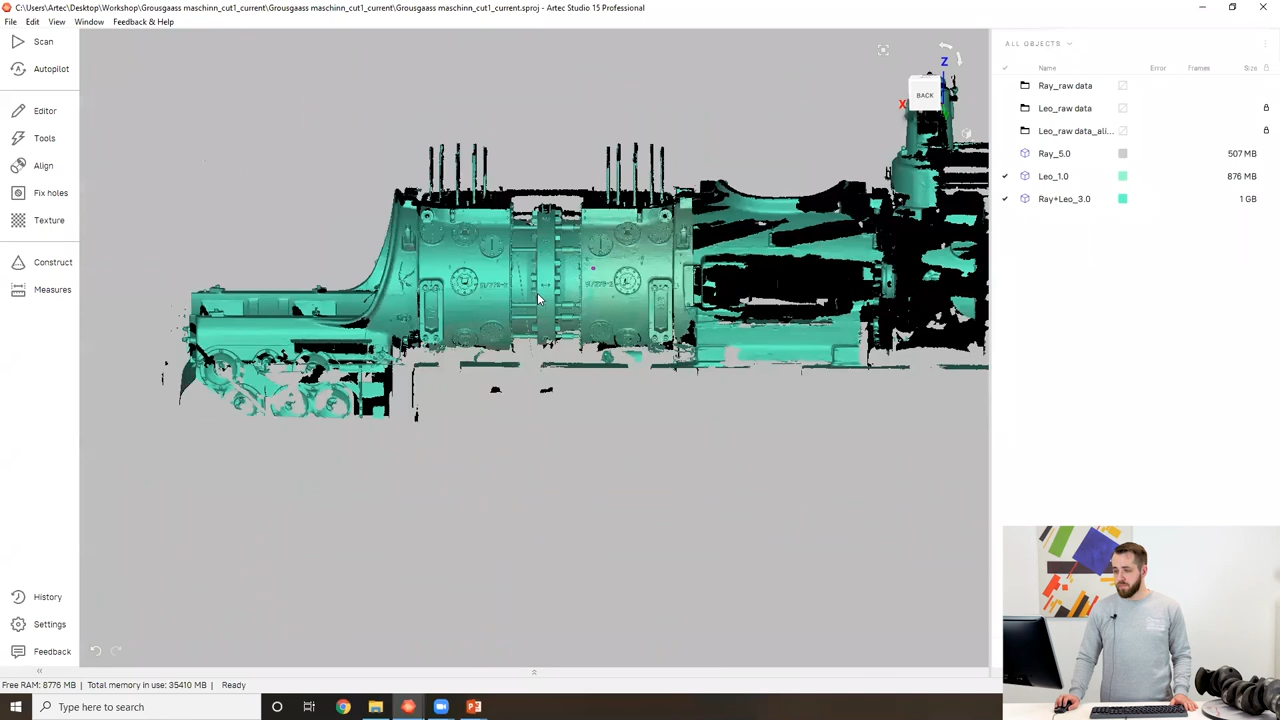 C:\Users\Artec\Desktop\Workshop\Grousgaass maschinn_cut1_current\Grousgaass maschinn_cut1_current\Grousgaass maschinn_cut1_current.sproj - Artec Studio 15 Professional
File Edit View Window Feedback & Help
Scan
Autopilot
Editor
Tools
Align
Fix holes
Texture
Construct
Measures
History
Settings
Feedback
Z
X
BACK
ALL OBJECTS
Name Error Frames Size
Ray_raw data
Leo_raw data
Leo_raw data_ali...
Ray_5.0 507 MB
Leo_1.0 876 MB
Ray+Leo_3.0 1 GB
Free RAM: 8776 MB | Total memory in use: 35410 MB | Ready
Type here to search